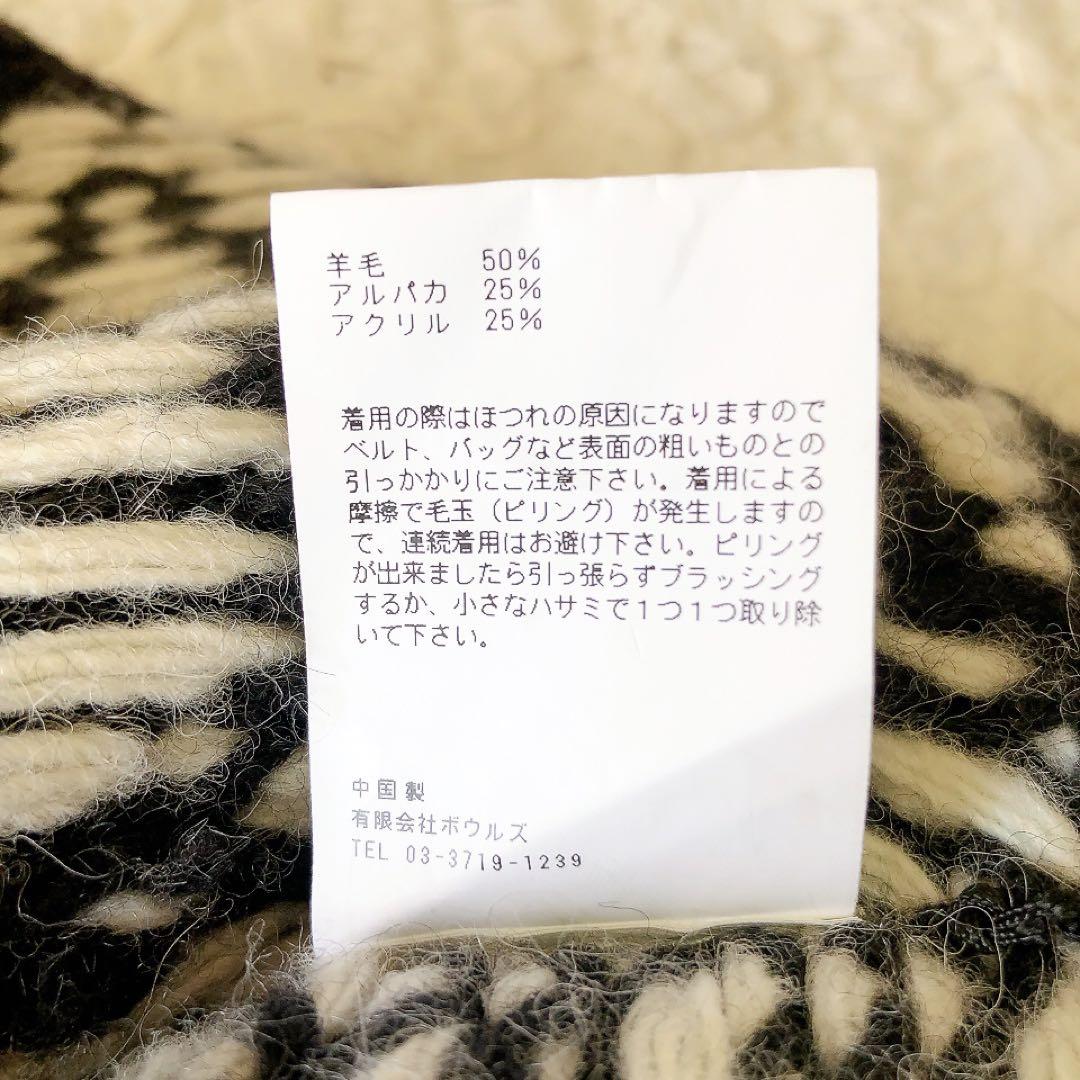 羊毛 50%
アルパカ 25%
アクリル 25%
着用の際はほつれの原因になりますので
ベルト、バッグなど表面の粗いものとの
引っかかりにご注意下さい。着用による
摩擦で毛玉（ピリング）が発生しますの
で、連続着用はお避け下さい。ピリング
が出来ましたら引っ張らずブラッシング
するか、小さなハサミで１つ１つ取り除
いて下さい。
中国製
有限会社ボウルズ
TEL 03-3719-1239